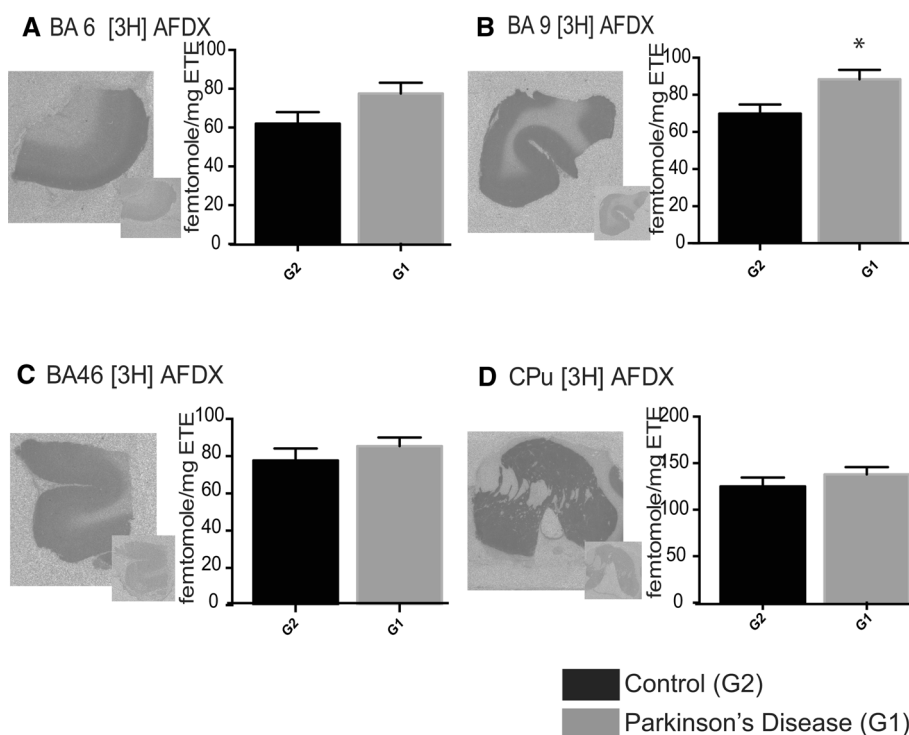 A BA 6 [3H] AFDX
femtomole/mg ETE
100
80
60
40
20
0
G2
G1
B BA 9 [3H] AFDX
femtomole/mg ETE
*
100
80
60
40
20
0
G2
G1
C BA46 [3H] AFDX
femtomole/mg ETE
100
80
60
40
20
0
G2
G1
D CPu [3H] AFDX
femtomole/mg ETE
200
150
100
50
0
G2
G1
Control (G2)
Parkinson's Disease (G1)